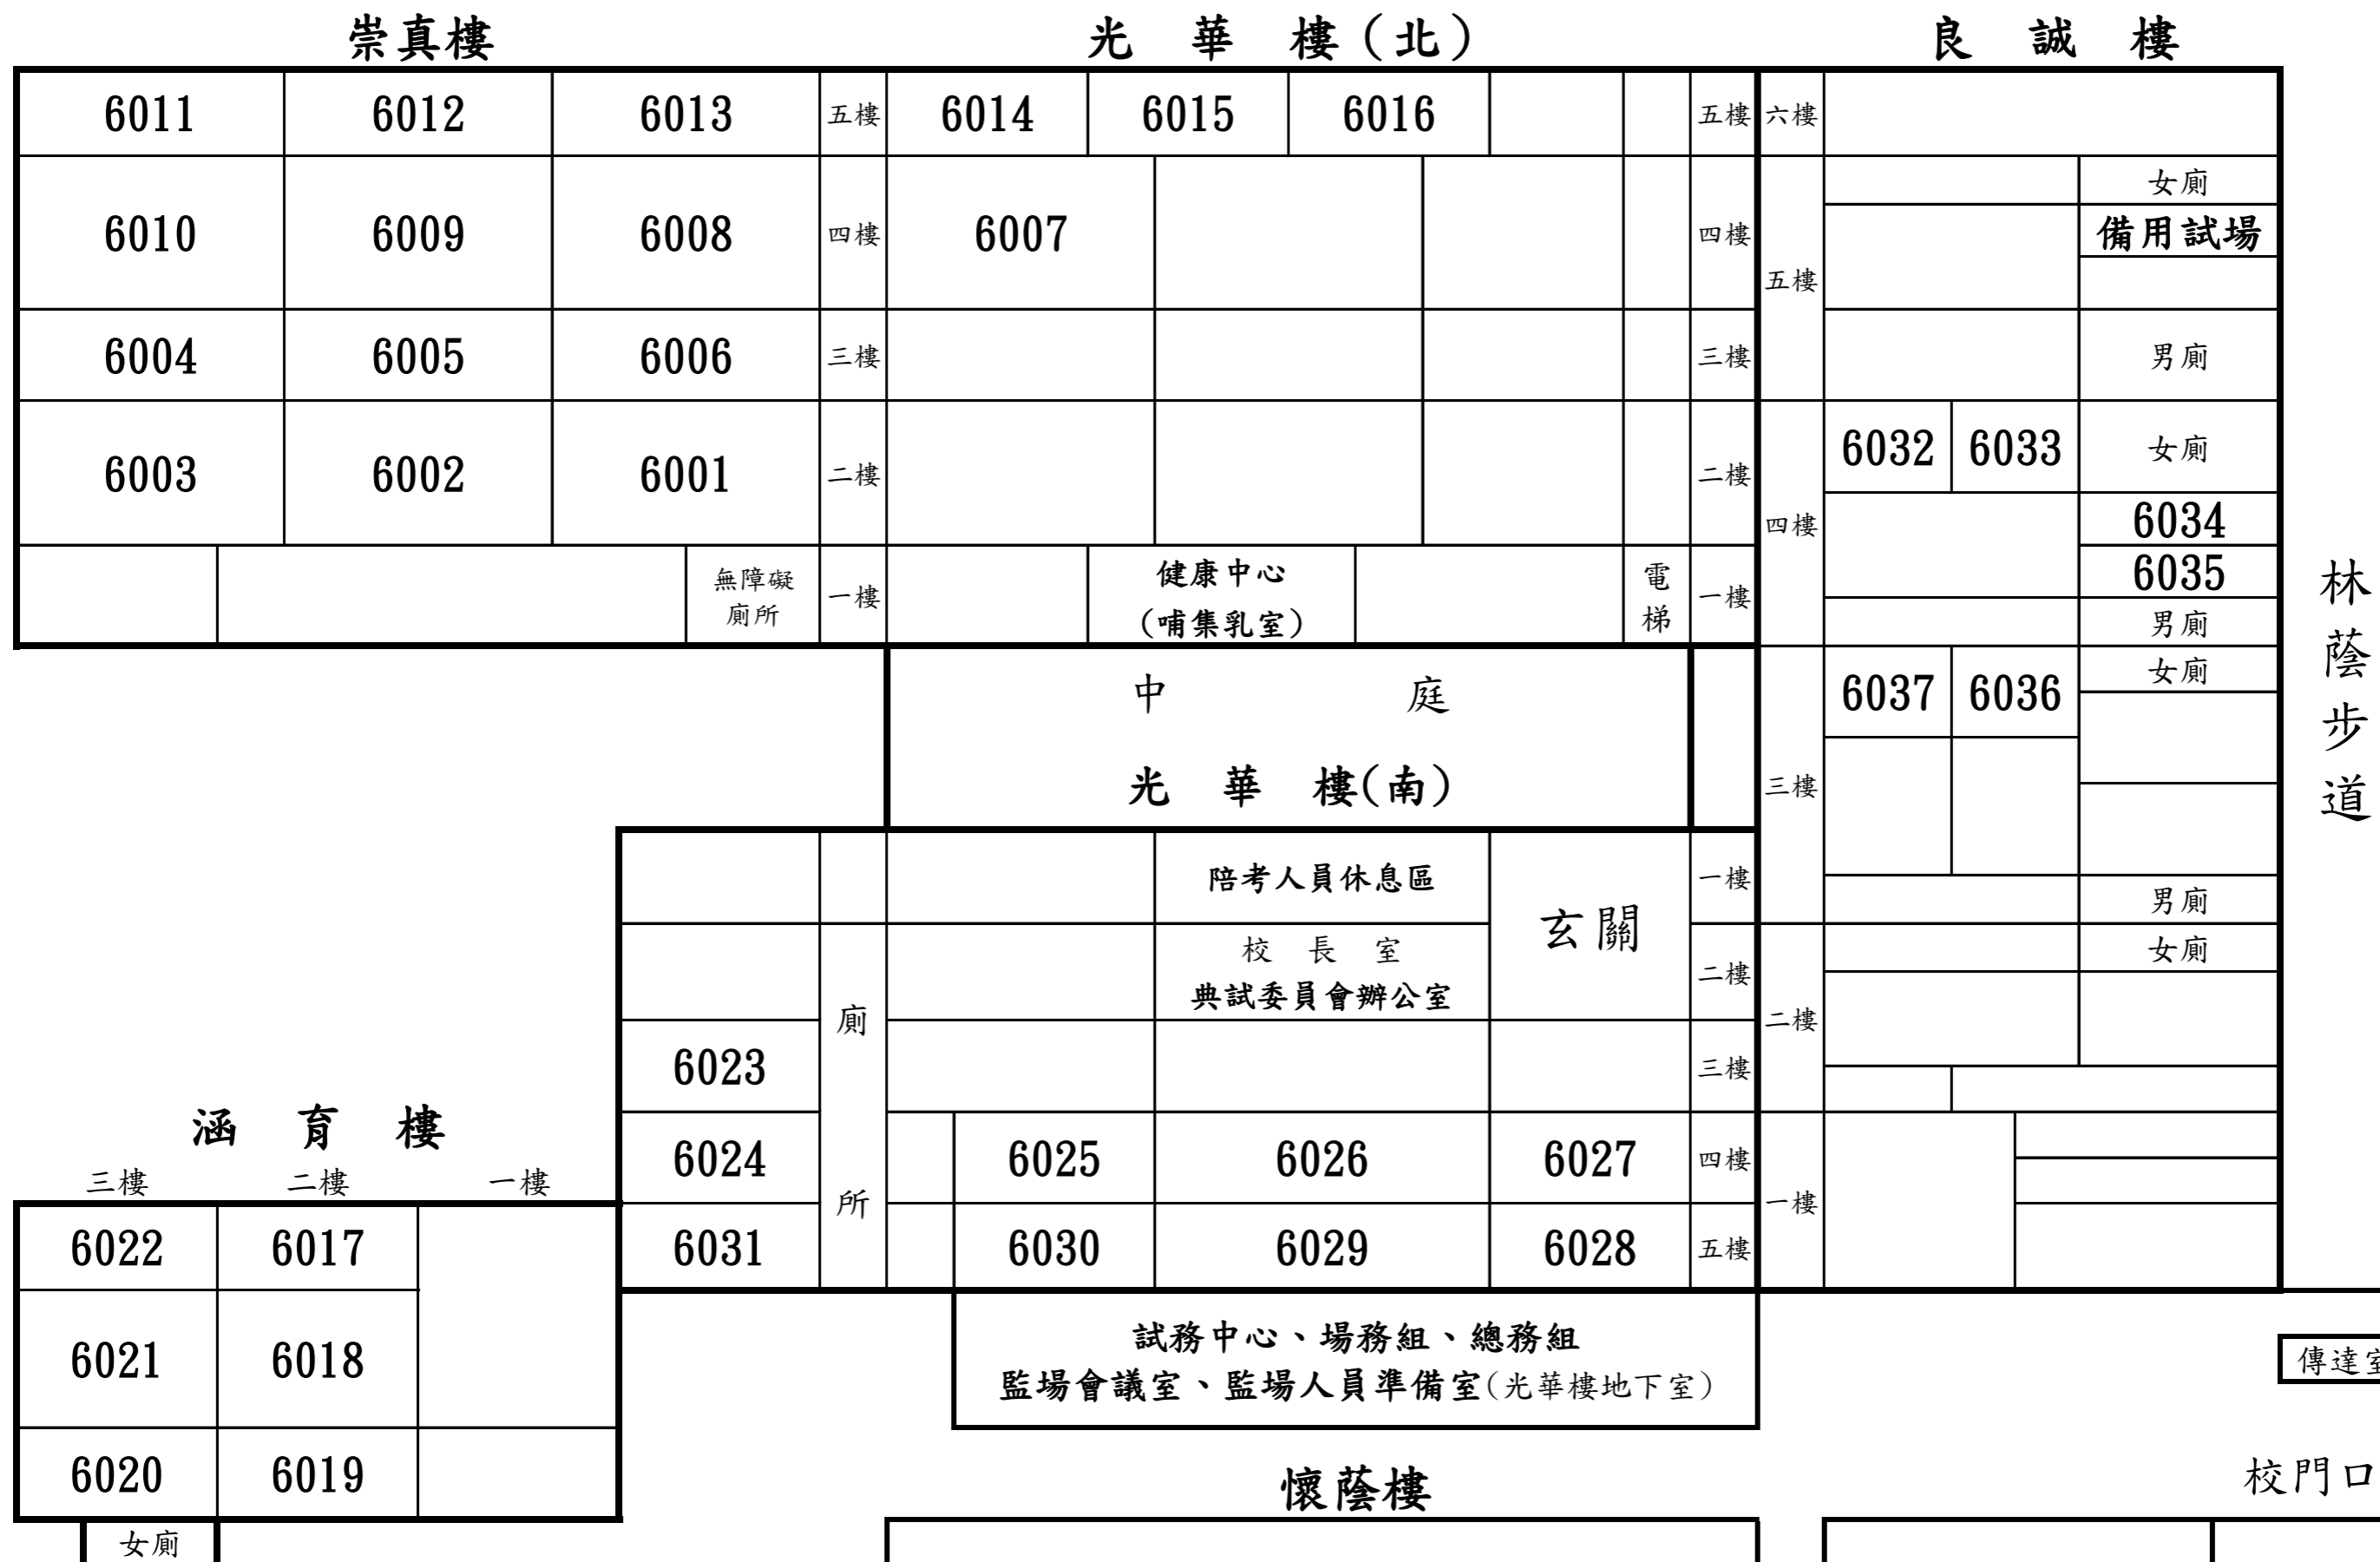 崇真樓 光華樓(北) 良誠樓
6011 6012 6013 五樓 6014 6015 6016 五樓 六樓
女廁
6010 6009 6008 四樓 6007 四樓 備用試場
五樓
6004 6005 6006 三樓 三樓 男廁
6032 6033 女廁
6003 6002 6001 二樓 二樓
四樓 6034
6035
無障礙
廁所
一樓
健康中心
(哺集乳室)
電梯
一樓
男廁
女廁
6037 6036
中庭
光華樓(南)
三樓
林蔭步道
陪考人員休息區
玄關
一樓
男廁
校長室
典試委員會辦公室
二樓
女廁
廁所
二樓
6023 三樓
涵育樓
三樓 二樓 一樓
6024 6025 6026 6027 四樓
一樓
6031 6030 6029 6028 五樓
6022 6017
6021 6018
6020 6019
女廁
試務中心、場務組、總務組
監場會議室、監場人員準備室(光華樓地下室)
傳達室
懷蔭樓
校門口